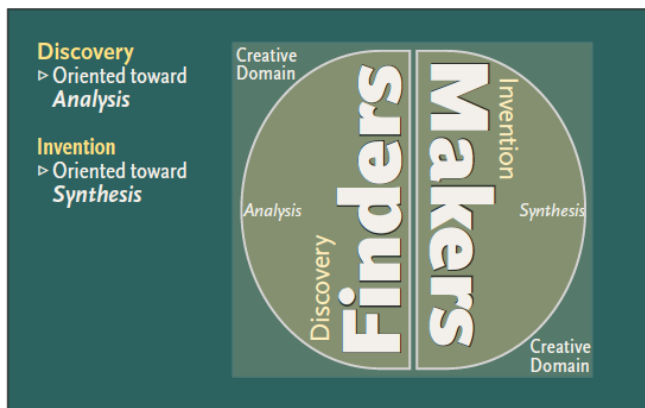 Discovery
▹ Oriented toward
Analysis
Invention
▹ Oriented toward
Synthesis
Creative
Domain
Analysis
Discovery
Finders
Makers
Invention
Synthesis
Creative
Domain